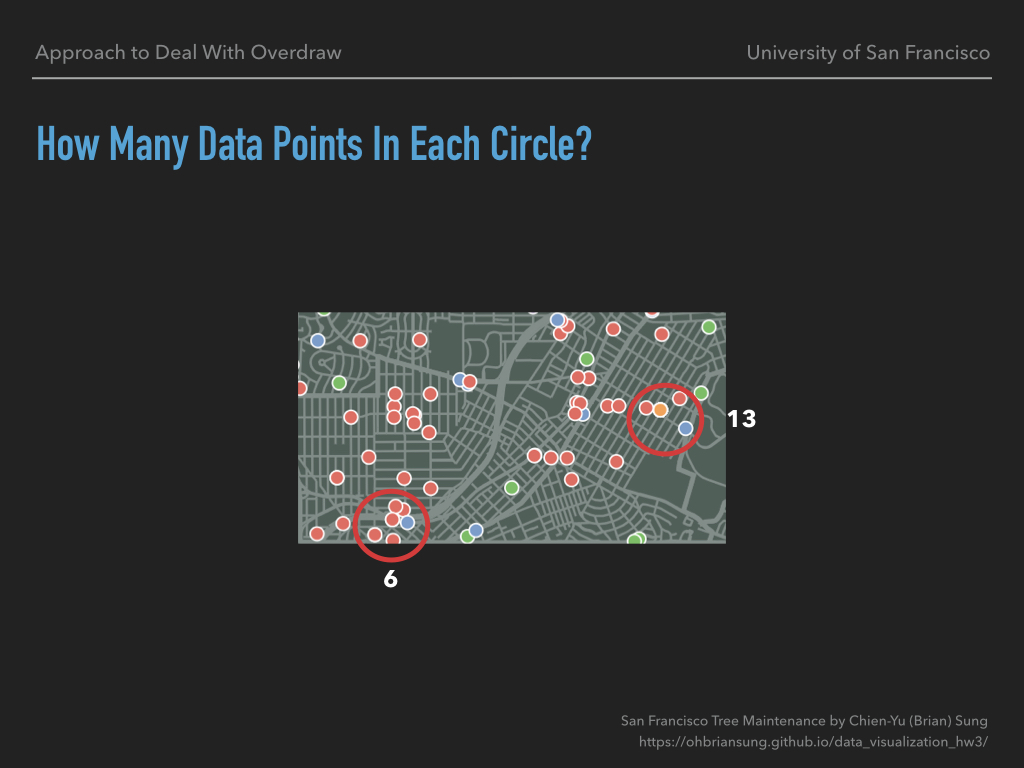 Approach to Deal With Overdraw
University of San Francisco
How Many Data Points In Each Circle?
13
6
San Francisco Tree Maintenance by Chien-Yu (Brian) Sung
https://ohbriansung.github.io/data_visualization_hw3/